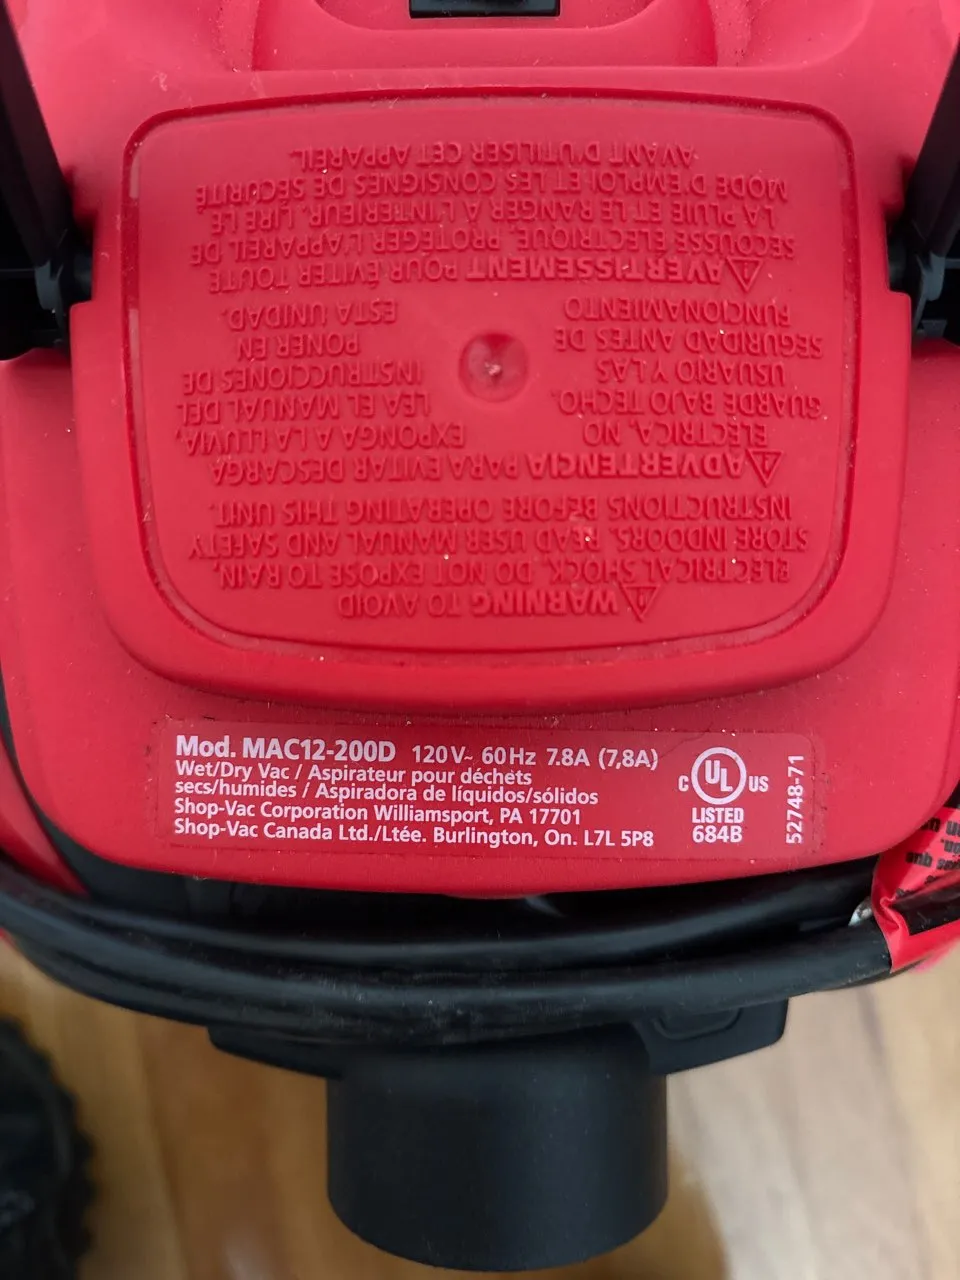 WARNING TO AVOID
ELECTRICAL SHOCK, DO NOT EXPOSE TO RAIN,
STORE INDOORS. READ USER MANUAL AND SAFETY
INSTRUCTIONS BEFORE OPERATING THIS UNIT.
ADVERTENCIA PARA EVITAR DESCARGA
ELÉCTRICA, NO EXPONGA A LA LLUVIA,
GUARDE BAJO TECHO. LEA EL MANUAL DEL
USUARIO Y LAS INSTRUCCIONES DE
SEGURIDAD ANTES DE PONER EN
FUNCIONAMIENTO ESTA UNIDAD.
AVERTISSEMENT POUR ÉVITER TOUTE
SECOUSSE ÉLECTRIQUE, PROTÉGER L'APPAREIL DE
LA PLUIE ET LE RANGER À L'INTÉRIEUR. LIRE LE
MODE D'EMPLOI ET LES CONSIGNES DE SÉCURITÉ
AVANT D'UTILISER CET APPAREIL.
Mod. MAC12-200D 120V~ 60Hz 7.8A (7,8A)
Wet/Dry Vac / Aspirateur pour déchets
secs/humides / Aspiradora de líquidos/sólidos
Shop-Vac Corporation Williamsport, PA 17701
Shop-Vac Canada Ltd./Ltée. Burlington, On. L7L 5P8
C UL US
LISTED
684B
52748-71